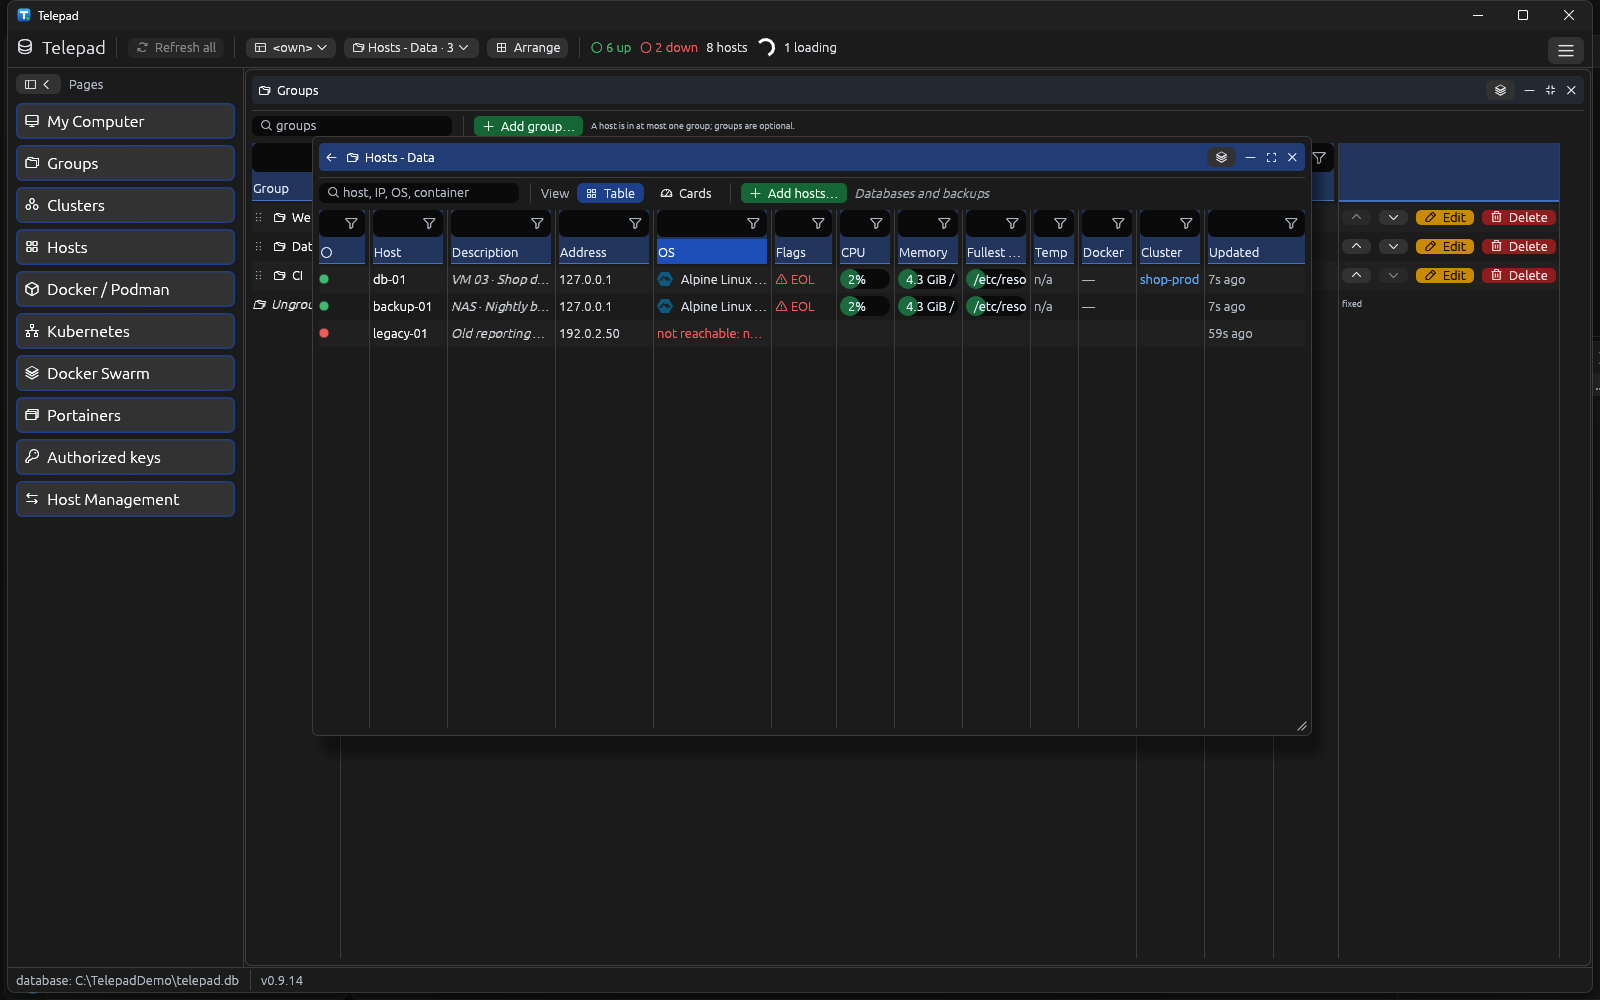 Telepad
Telepad Refresh all <own> Hosts - Data · 3 Arrange 6 up 2 down 8 hosts 1 loading
Pages
My Computer
Groups
Clusters
Hosts
Docker / Podman
Kubernetes
Docker Swarm
Portainers
Authorized keys
Host Management
Groups
groups Add group... A host is in at most one group; groups are optional.
Group
We
Dat
CI
Ungrou
Edit Delete
Edit Delete
Edit Delete
fixed
Hosts - Data
host, IP, OS, container View Table Cards Add hosts... Databases and backups
Host Description Address OS Flags CPU Memory Fullest ... Temp Docker Cluster Updated
db-01 VM 03 · Shop d... 127.0.0.1 Alpine Linux ... EOL 2% 4.3 GiB / /etc/reso n/a — shop-prod 7s ago
backup-01 NAS · Nightly b... 127.0.0.1 Alpine Linux ... EOL 2% 4.3 GiB / /etc/reso n/a — 7s ago
legacy-01 Old reporting ... 192.0.2.50 not reachable: n... 59s ago
database: C:\TelepadDemo\telepad.db v0.9.14